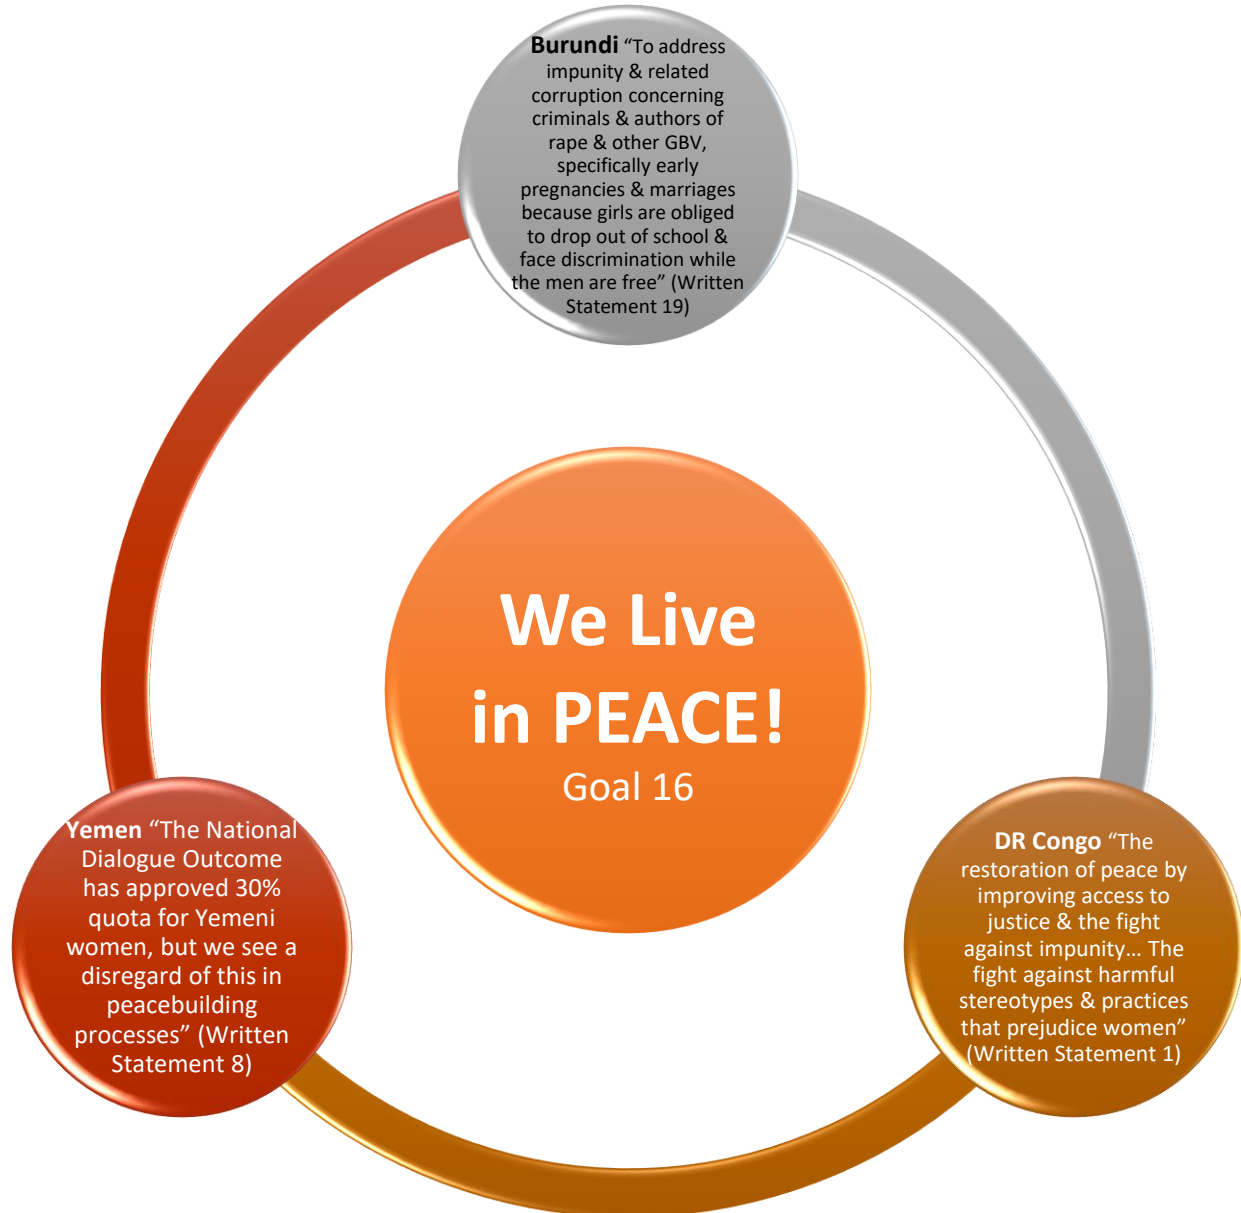 Burundi “To address
impunity & related
corruption concerning
criminals & authors of
rape & other GBV,
specifically early
pregnancies & marriages
because girls are obliged
to drop out of school &
face discrimination while
the men are free” (Written
Statement 19)
We Live
in PEACE!
Goal 16
Yemen “The National
Dialogue Outcome
has approved 30%
quota for Yemeni
women, but we see a
disregard of this in
peacebuilding
processes” (Written
Statement 8)
DR Congo “The
restoration of peace by
improving access to
justice & the fight
against impunity… The
fight against harmful
stereotypes & practices
that prejudice women”
(Written Statement 1)